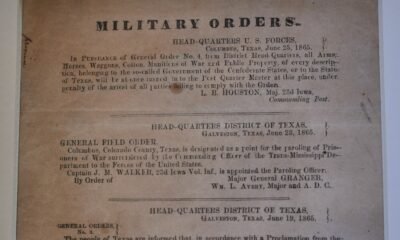 MILITARY ORDERS.
HEAD-QUARTERS U. S. FORCES,
COLUMBUS, TEXAS, June 25, 1865.
IN PURSUANCE of General Order No. 4, from District Head-Quarters, all Arms,
Horses, Waggons, Cotton, Munitions of War and Public Property, of every descrip-
tion, belonging to the so-called Government of the Confederate States, or to the State
of Texas, will be at once turned in to the Post Quarter Master at this place, under
penalty of the arrest of all parties failing to comply with the Order.
L. B. HOUSTON, Maj. 23d Iowa,
Commanding Post.
HEAD-QUARTERS DISTRICT OF TEXAS,
GALVESTON, TEXAS, June 23, 1865.
GENERAL FIELD ORDER.
Columbus, Colorado County, Texas, is designated as a point for the paroling of Pris-
oners of War surrendered by the Commending Officer of the Trans-Mississippi De-
partment to the Forces of the United States.
Captain J. M. WALKER, 23d Iowa Vol. Inf., is appointed the Paroling Officer.
By Order of Major General GRANGER,
WM. L. AVERY, Major and A. D. C.
HEAD-QUARTERS DISTRICT OF TEXAS,
GALVESTON, TEXAS, June 19, 1865.
GENERAL ORDERS,
No. 3.
The people of Texas are informed that, in accordance with a Proclamation from the